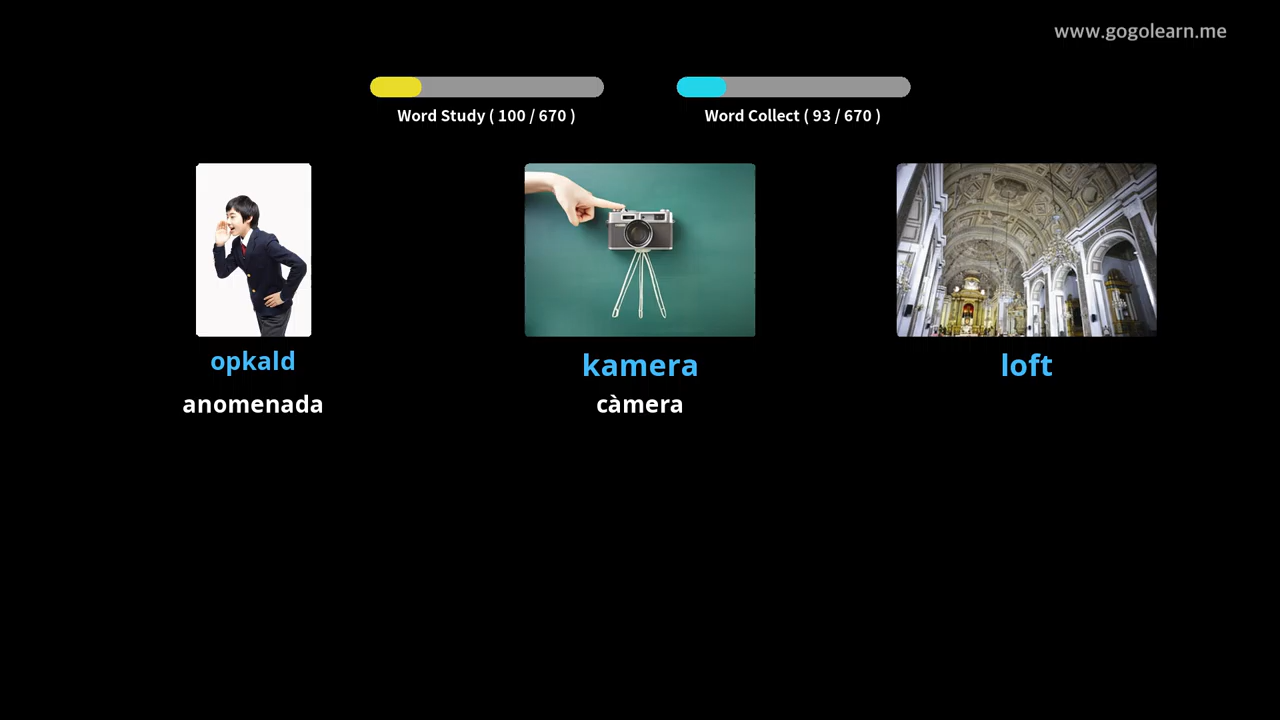 www.gogolearn.me
Word Study ( 100 / 670 )
Word Collect ( 93 / 670 )
opkald
kamera
loft
anomenada
càmera